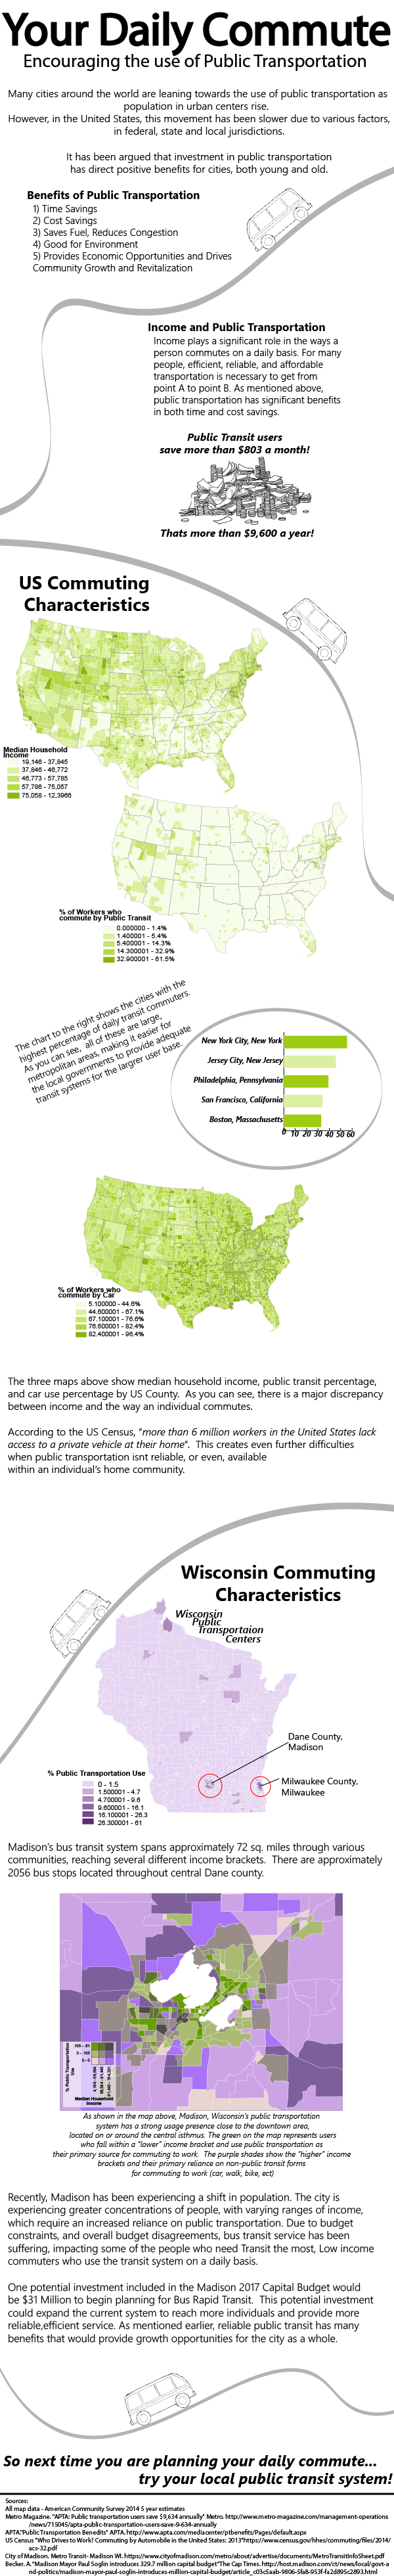 Your Daily Commute
Encouraging the use of Public Transportation
Many cities around the world are leaning towards the use of public transportation as
population in urban centers rise.
However, in the United States, this movement has been slower due to various factors,
in federal, state and local jurisdictions.
It has been argued that investment in public transportation
has direct positive benefits for cities, both young and old.
Benefits of Public Transportation
1) Time Savings
2) Cost Savings
3) Saves Fuel, Reduces Congestion
4) Good for Environment
5) Provides Economic Opportunities and Drives
Community Growth and Revitalization
Income and Public Transportation
Income plays a significant role in the ways a
person commutes on a daily basis. For many
people, efficient, reliable, and affordable
transportation is necessary to get from
point A to point B. As mentioned above,
public transportation has significant benefits
in both time and cost savings.
Public Transit users
save more than $803 a month!
Thats more than $9,600 a year!
US Commuting
Characteristics
Median Household
Income
19,146 - 37,845
37,846 - 46,772
46,773 - 57,785
57,786 - 75,057
75,058 - 12,3966
% of Workers who
commute by Public Transit
0.000000 - 1.4%
1.400001 - 5.4%
5.400001 - 14.3%
14.300001 - 32.9%
32.900001 - 61.5%
The chart to the right shows the cities with the
highest percentage of daily transit commuters.
As you can see, all of these are large,
metropolitan areas, making it easier for
the local governments to provide adequate
transit systems for the larger user base.
New York City, New York
Jersey City, New Jersey
Philadelphia, Pennsylvania
San Francisco, California
Boston, Massachusetts
0 10 20 30 40 50 60
% of Workers who
commute by Car
5.100000 - 44.6%
44.600001 - 67.1%
67.100001 - 76.6%
76.600001 - 82.4%
82.400001 - 96.4%
The three maps above show median household income, public transit percentage,
and car use percentage by US County. As you can see, there is a major discrepancy
between income and the way an individual commutes.
According to the US Census, "more than 6 million workers in the United States lack
access to a private vehicle at their home". This creates even further difficulties
when public transportation isnt reliable, or even, available
within an individual's home community.
Wisconsin Commuting
Characteristics
Wisconsin
Public
Transportaion
Centers
Dane County,
Madison
Milwaukee County,
Milwaukee
% Public Transportation Use
0 - 1.5
1.500001 - 4.7
4.700001 - 9.6
9.600001 - 16.1
16.100001 - 26.3
26.300001 - 61
Madison's bus transit system spans approximately 72 sq. miles through various
communities, reaching several different income brackets. There are approximately
2056 bus stops located throughout central Dane county.
% Public Transportation
Use
Median Household
Income
As shown in the map above, Madison, Wisconsin's public transportation
system has a strong usage presence close to the downtown area,
located on or around the central isthmus. The green on the map represents users
who fall within a "lower" income bracket and use public transportation as
their primary source for commuting to work. The purple shades show the "higher" income
brackets and their primary reliance on non-public transit forms
for commuting to work (car, walk, bike, ect)
Recently, Madison has been experiencing a shift in population. The city is
experiencing greater concentrations of people, with varying ranges of income,
which require an increased reliance on public transportation. Due to budget
constraints, and overall budget disagreements, bus transit service has been
suffering, impacting some of the people who need Transit the most, Low income
commuters who use the transit system on a daily basis.
One potential investment included in the Madison 2017 Capital Budget would
be $31 Million to begin planning for Bus Rapid Transit. This potential investment
could expand the current system to reach more individuals and provide more
reliable,efficient service. As mentioned earlier, reliable public transit has many
benefits that would provide growth opportunities for the city as a whole.
So next time you are planning your daily commute...
try your local public transit system!
Sources:
All map data - American Community Survey 2014 5 year estimates
Metro Magazine. "APTA: Public transportation users save $9,634 annually" Metro. http://www.metro-magazine.com/management-operations
/news/715045/apta-public-transportation-users-save-9-634-annually
APTA."Public Transportation Benedits" APTA. http://www.apta.com/mediacenter/ptbenefits/Pages/default.aspx
US Census "Who Drives to Work? Commuting by Automobile in the United States: 2013"https://www.census.gov/hhes/commuting/files/2014/
acs-32.pdf
City of Madison. Metro Transit- Madison WI. https://www.cityofmadison.com/metro/about/advertise/documents/MetroTransitInfoSheet.pdf
Becker. A. "Madison Mayor Paul Soglin introduces 329.7 million capital budget"The Cap Times. http://host.madison.com/ct/news/local/govt-a